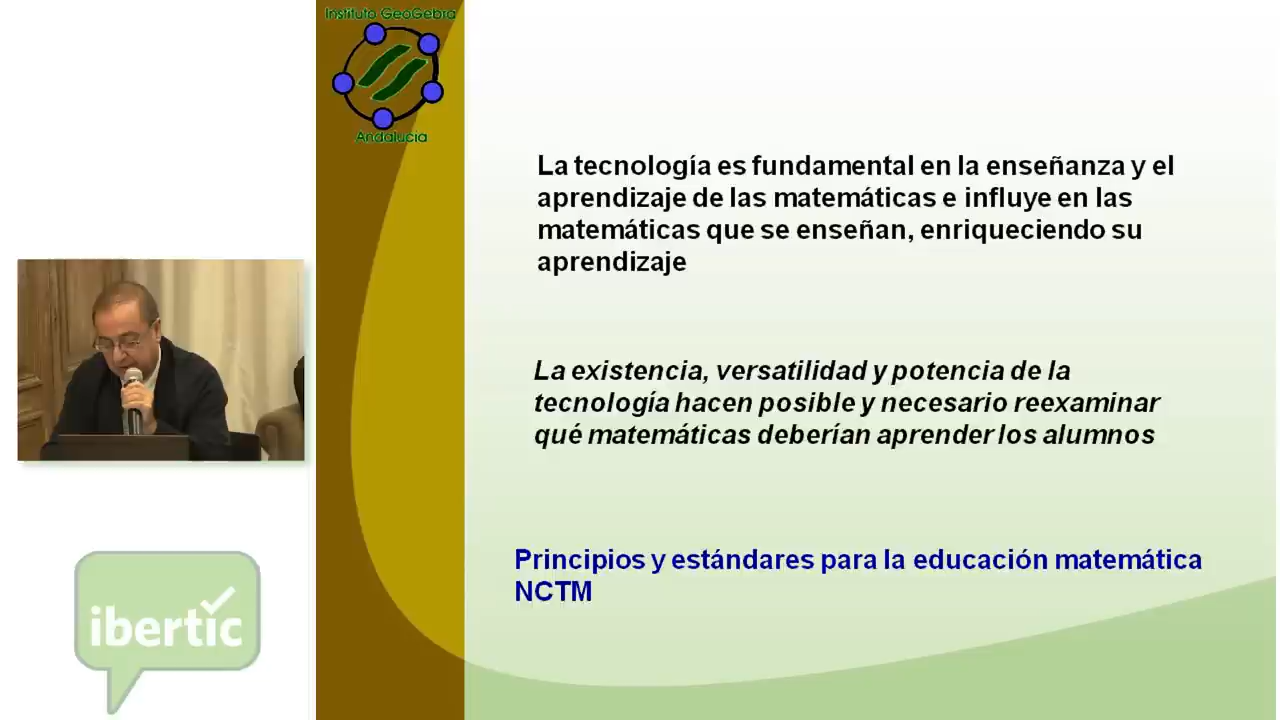 Instituto GeoGebra
Andalucia
La tecnología es fundamental en la enseñanza y el
aprendizaje de las matemáticas e influye en las
matemáticas que se enseñan, enriqueciendo su
aprendizaje
La existencia, versatilidad y potencia de la
tecnología hacen posible y necesario reexaminar
qué matemáticas deberían aprender los alumnos
Principios y estándares para la educación matemática
NCTM
ibertic